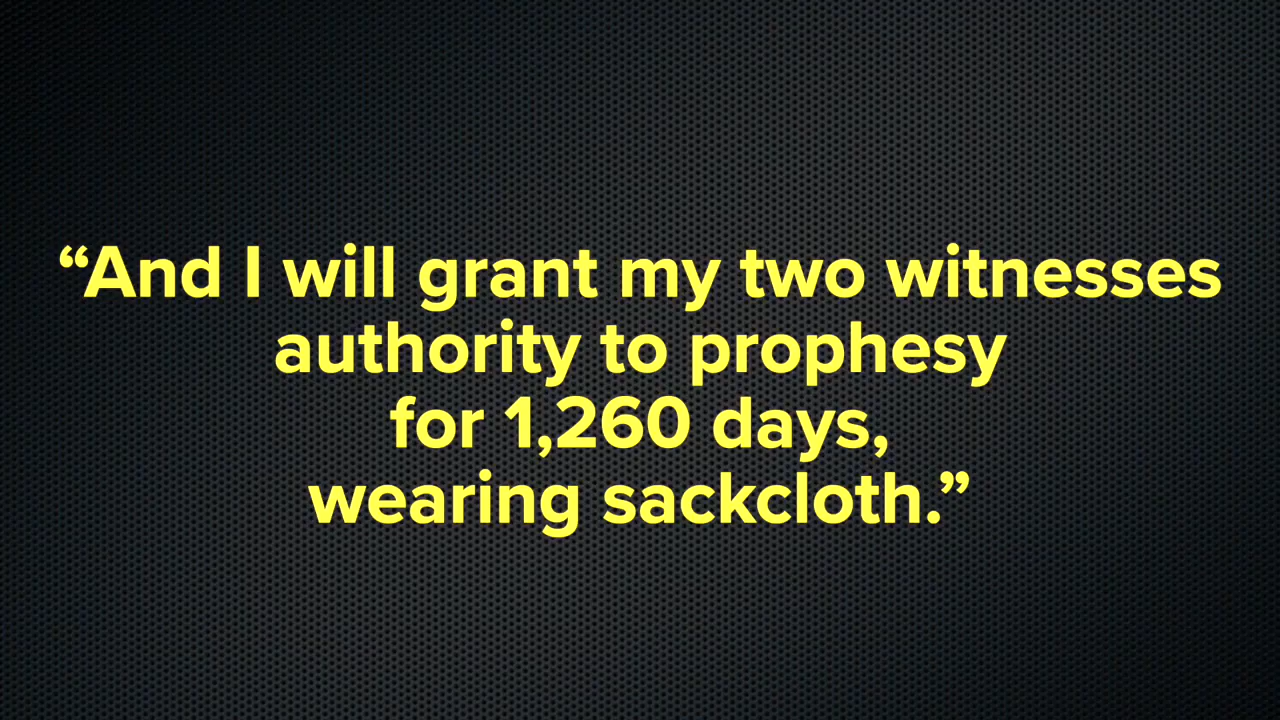 “And I will grant my two witnesses
authority to prophesy
for 1,260 days,
wearing sackcloth.”